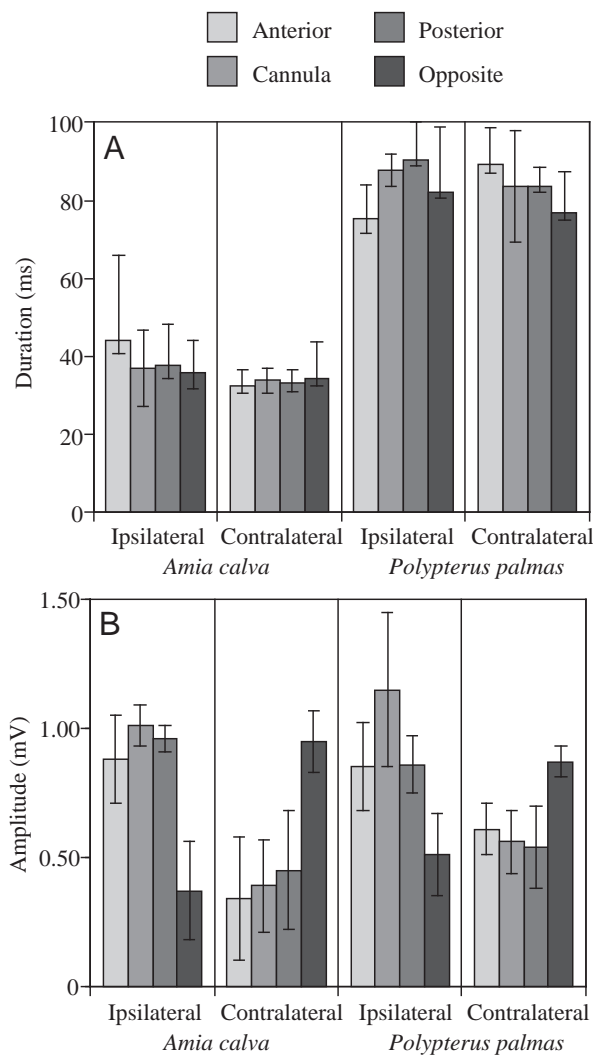 Anterior Posterior
Cannula Opposite
A
100
80
60
40
20
0
Duration (ms)
Ipsilateral Contralateral Ipsilateral Contralateral
Amia calva Polypterus palmas
B
1.50
1.00
0.50
0
Amplitude (mV)
Ipsilateral Contralateral Ipsilateral Contralateral
Amia calva Polypterus palmas